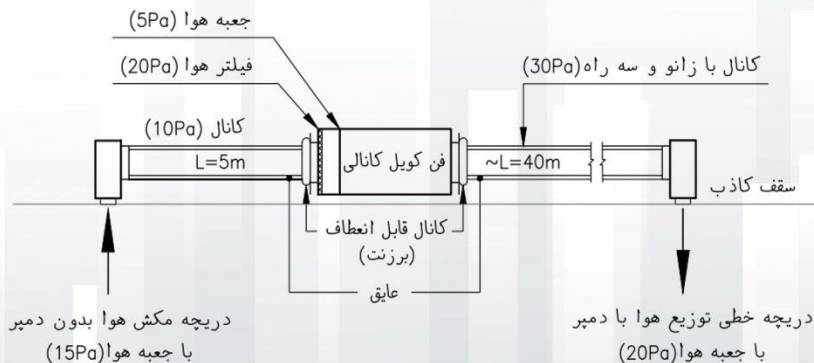 جعبه هوا (5Pa)
فیلتر هوا (20Pa)
کانال با زانو و سه راه (30Pa)
کانال (10Pa)
L=5m
فن کویل کانالی
~L=40m
سقف کاذب
کانال قابل انعطاف
(برزنت)
عایق
دریچه مکش هوا بدون دمپر
با جعبه هوا (15Pa)
دریچه خطی توزیع هوا با دمپر
با جعبه هوا (20Pa)